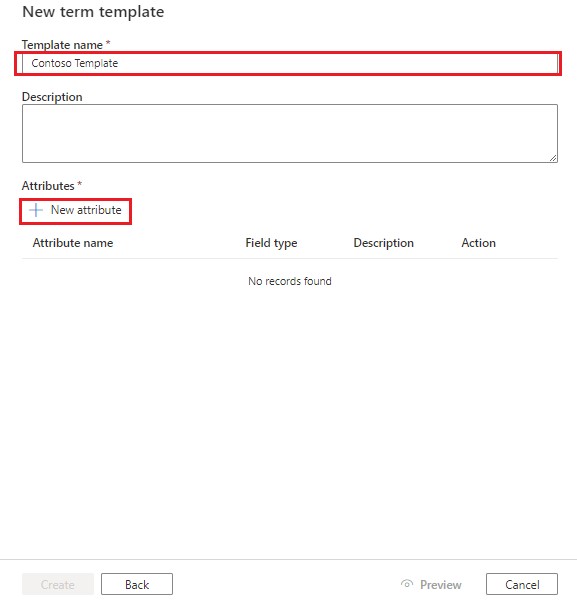 New term template
Template name *
Contoso Template
Description
Attributes *
+ New attribute
Attribute name Field type Description Action
No records found
Create Back Preview Cancel